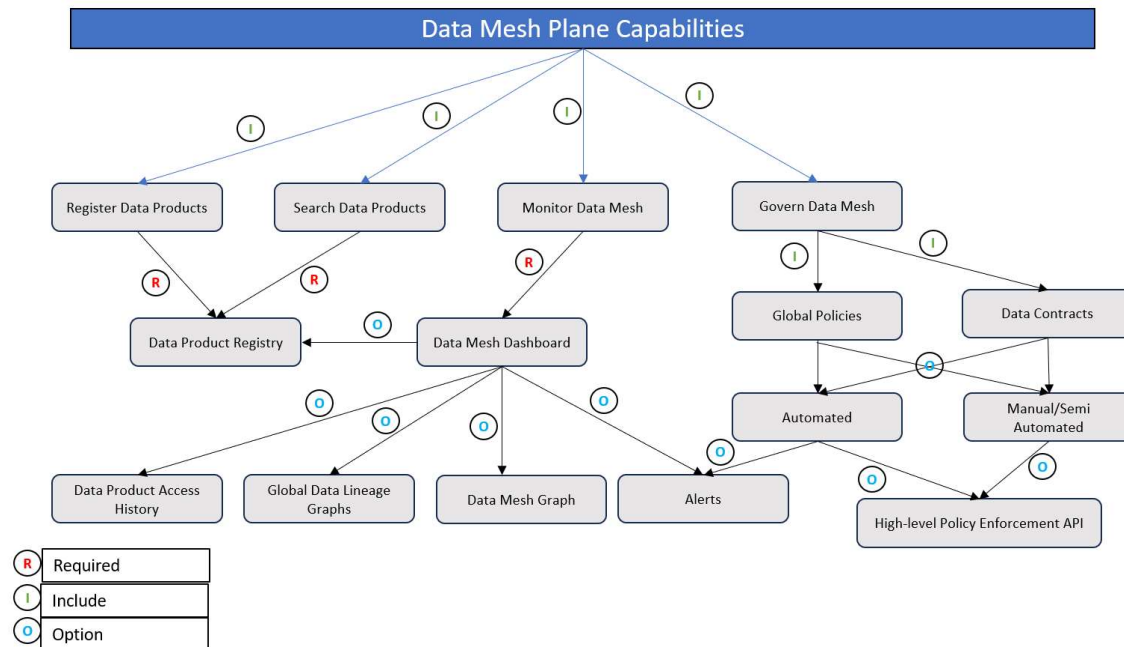 Data Mesh Plane Capabilities
I
I
I
I
Register Data Products
Search Data Products
Monitor Data Mesh
Govern Data Mesh
R
R
R
I
I
Data Product Registry
O
Data Mesh Dashboard
Global Policies
Data Contracts
O
O
O
O
O
Automated
Manual/Semi
Automated
O
O
O
Data Product Access
History
Global Data Lineage
Graphs
Data Mesh Graph
Alerts
High-level Policy Enforcement API
R Required
I Include
O Option